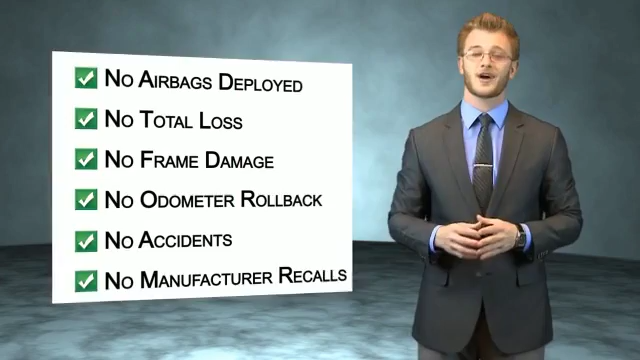 No Airbags Deployed
No Total Loss
No Frame Damage
No Odometer Rollback
No Accidents
No Manufacturer Recalls